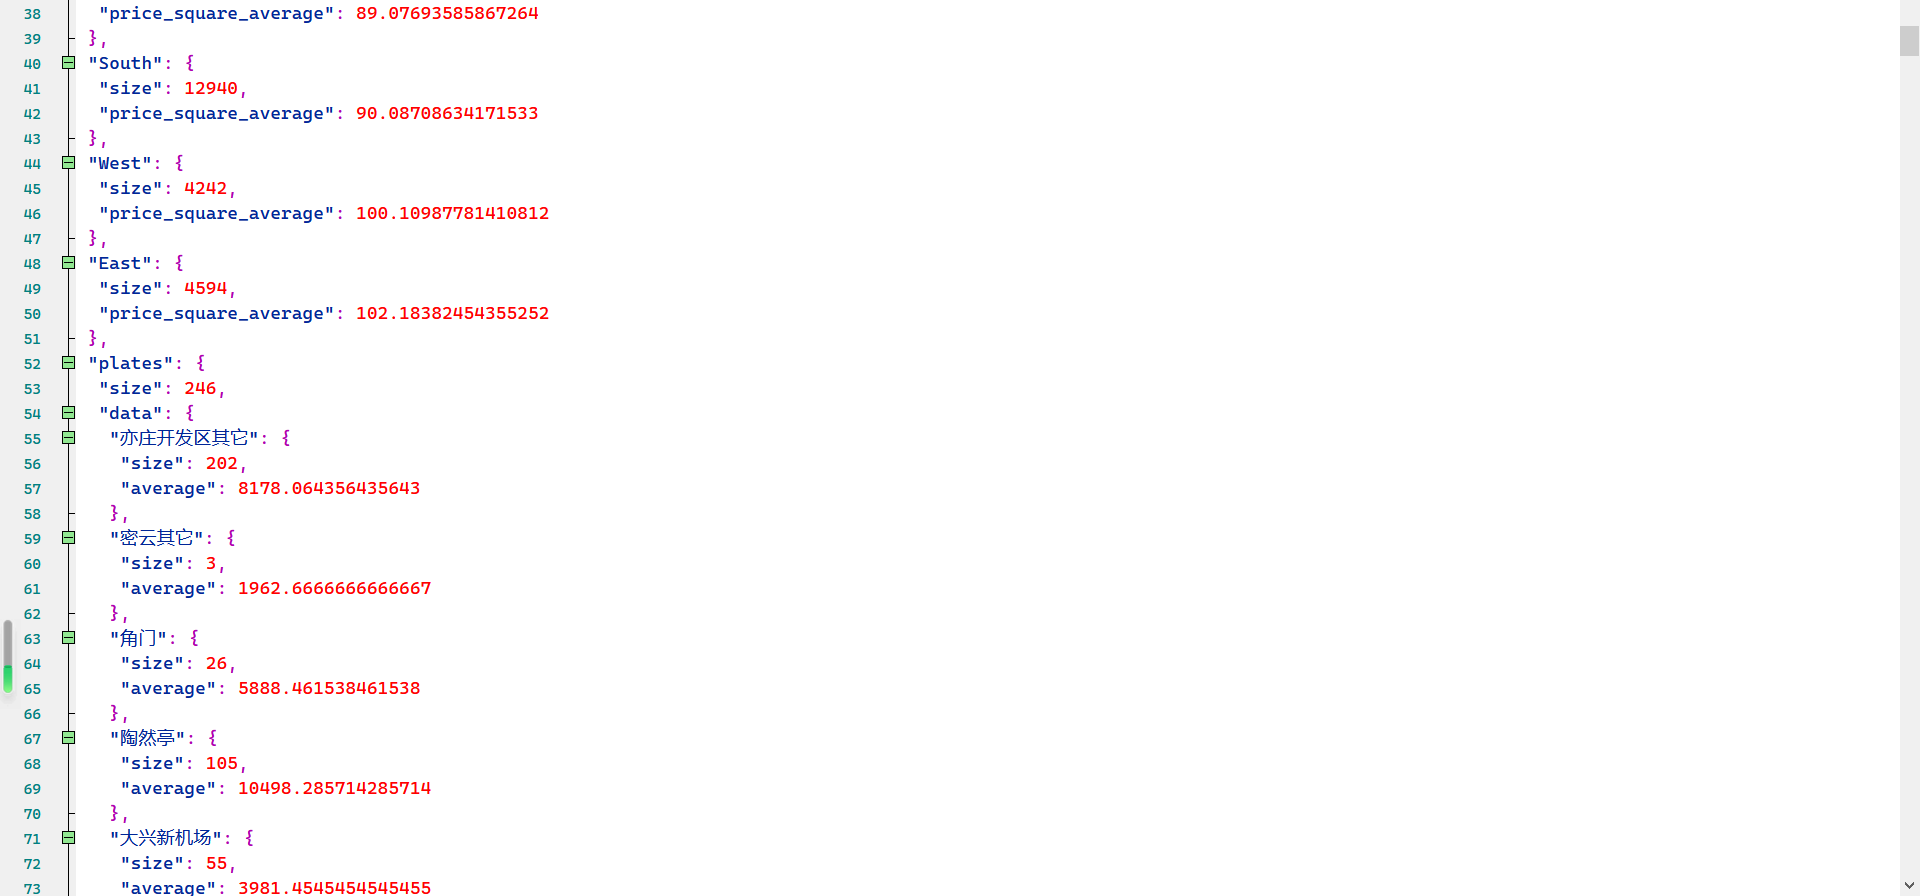 38 "price_square_average": 89.07693585867264
39 },
40 "South": {
41 "size": 12940,
42 "price_square_average": 90.08708634171533
43 },
44 "West": {
45 "size": 4242,
46 "price_square_average": 100.10987781410812
47 },
48 "East": {
49 "size": 4594,
50 "price_square_average": 102.18382454355252
51 },
52 "plates": {
53 "size": 246,
54 "data": {
55 "亦庄开发区其它": {
56 "size": 202,
57 "average": 8178.064356435643
58 },
59 "密云其它": {
60 "size": 3,
61 "average": 1962.6666666666667
62 },
63 "角门": {
64 "size": 26,
65 "average": 5888.461538461538
66 },
67 "陶然亭": {
68 "size": 105,
69 "average": 10498.285714285714
70 },
71 "大兴新机场": {
72 "size": 55,
73 "average": 3981.4545454545455